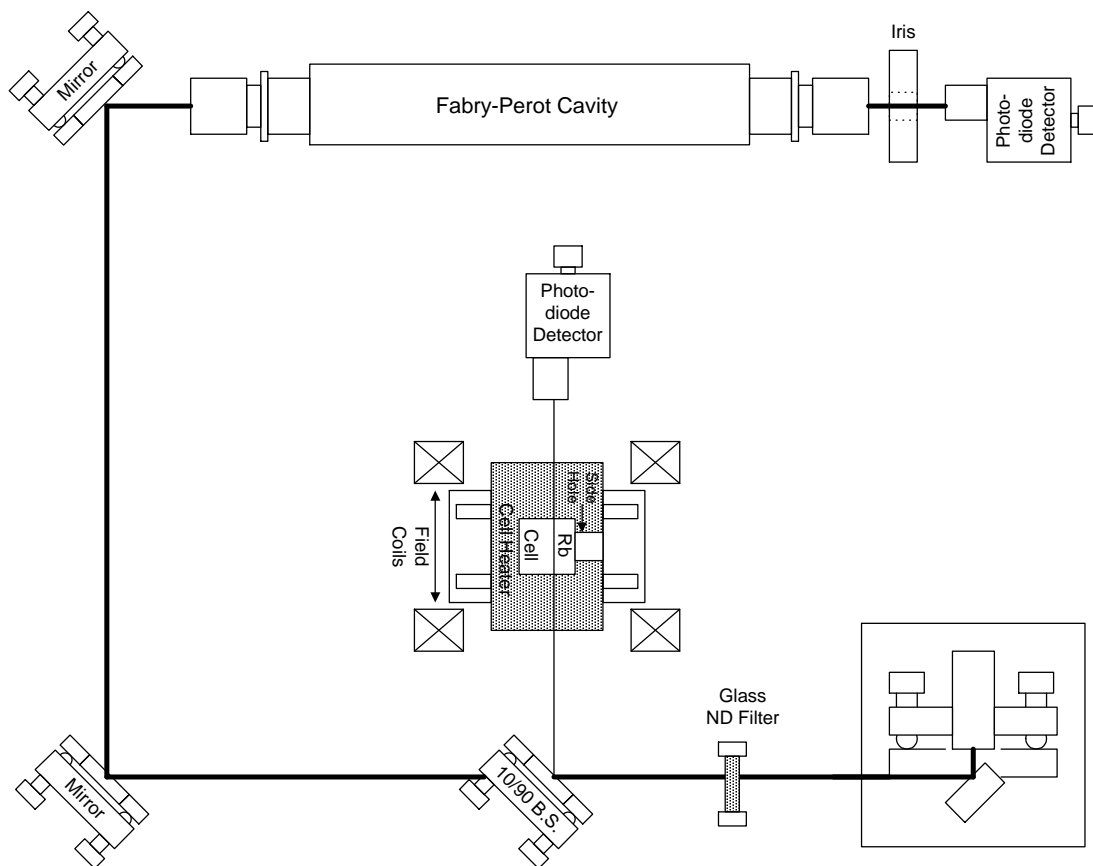 Iris
Mirror
Fabry-Perot Cavity
Photo-
diode
Detector
Photo-
diode
Detector
Side
Hole
Cell Heater
Cell
Rb
Field
Coils
Glass
ND Filter
Mirror
10/90 B.S.